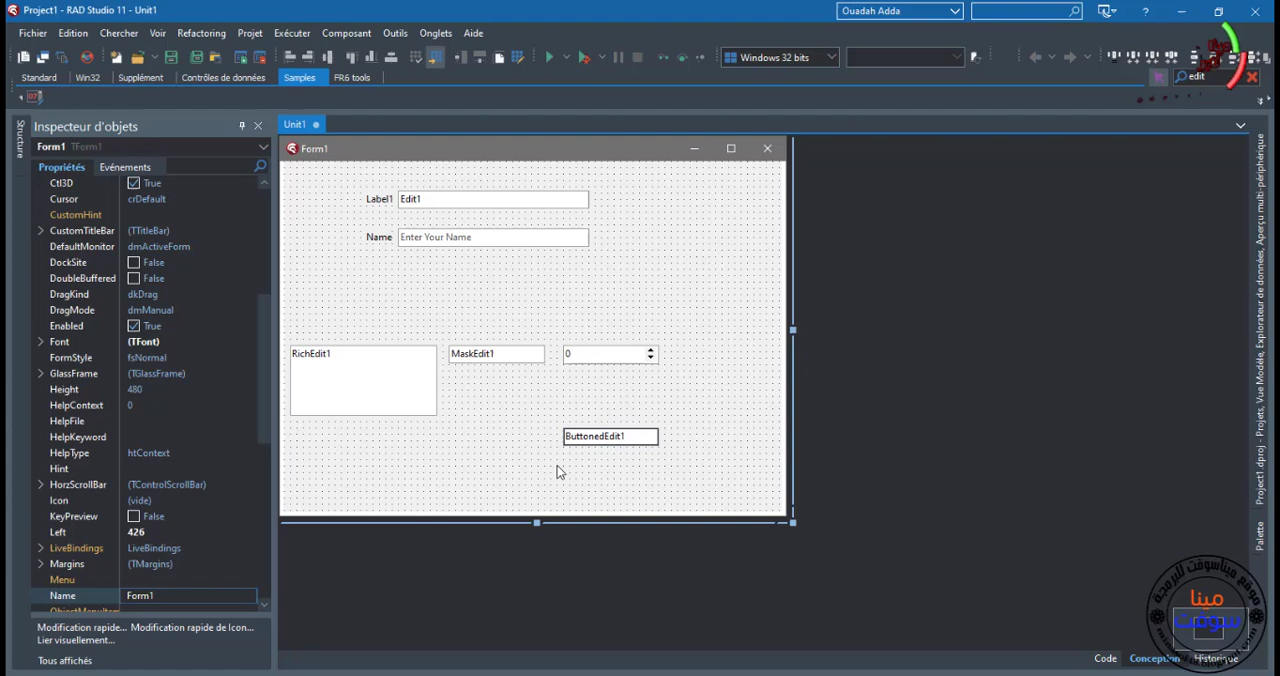 Project1 - RAD Studio 11 - Unit1
Ouadah Adda
?
Fichier Edition Chercher Voir Refactoring Projet Exécuter Composant Outils Onglets Aide
Windows 32 bits
Standard Win32 Supplément Contrôles de données Samples FR6 tools
edit
Structure
Inspecteur d'objets
Form1 TForm1
Propriétés Evénements
Ctl3D True
Cursor crDefault
CustomHint
CustomTitleBar (TTitleBar)
DefaultMonitor dmActiveForm
DockSite False
DoubleBuffered False
DragKind dkDrag
DragMode dmManual
Enabled True
Font (TFont)
FormStyle fsNormal
GlassFrame (TGlassFrame)
Height 480
HelpContext 0
HelpFile
HelpKeyword
HelpType htContext
Hint
HorzScrollBar (TControlScrollBar)
Icon (vide)
KeyPreview False
Left 426
LiveBindings LiveBindings
Margins (TMargins)
Menu
Name Form1
Modification rapide... Modification rapide de Icon...
Lier visuellement...
Tous affichés
Unit1
Form1
Label1 Edit1
Name Enter Your Name
RichEdit1 MaskEdit1 0
ButtonedEdit1
Code Conception Historique
Project1.dproj - Projets, Vue Modèle, Explorateur de données, Aperçu multi-périphérique
Palette
موقع ميناسوفت للبرمجة
مينا
سوفت